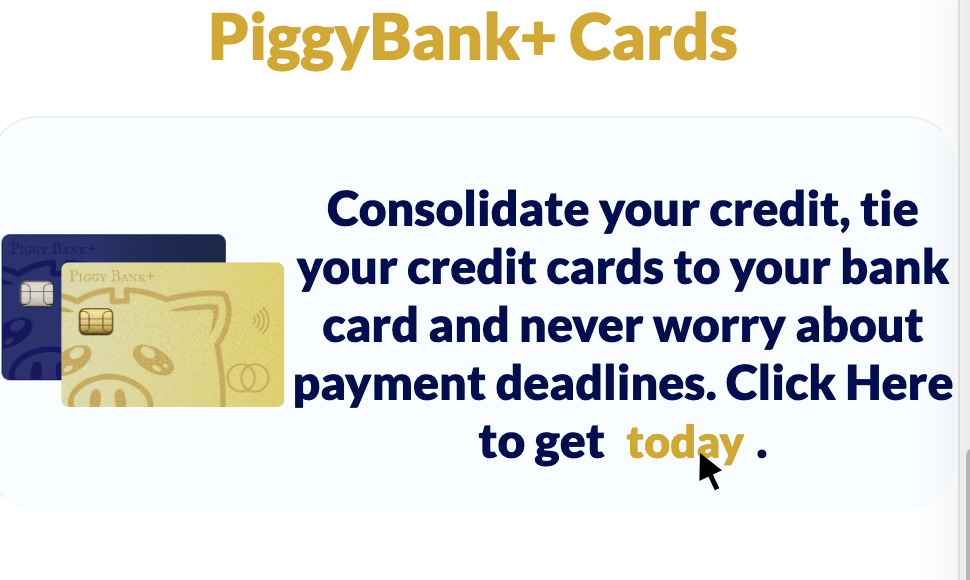 PiggyBank+ Cards
Consolidate your credit, tie
your credit cards to your bank
card and never worry about
payment deadlines. Click Here
to get today .
Piggy Bank+
Piggy Bank+